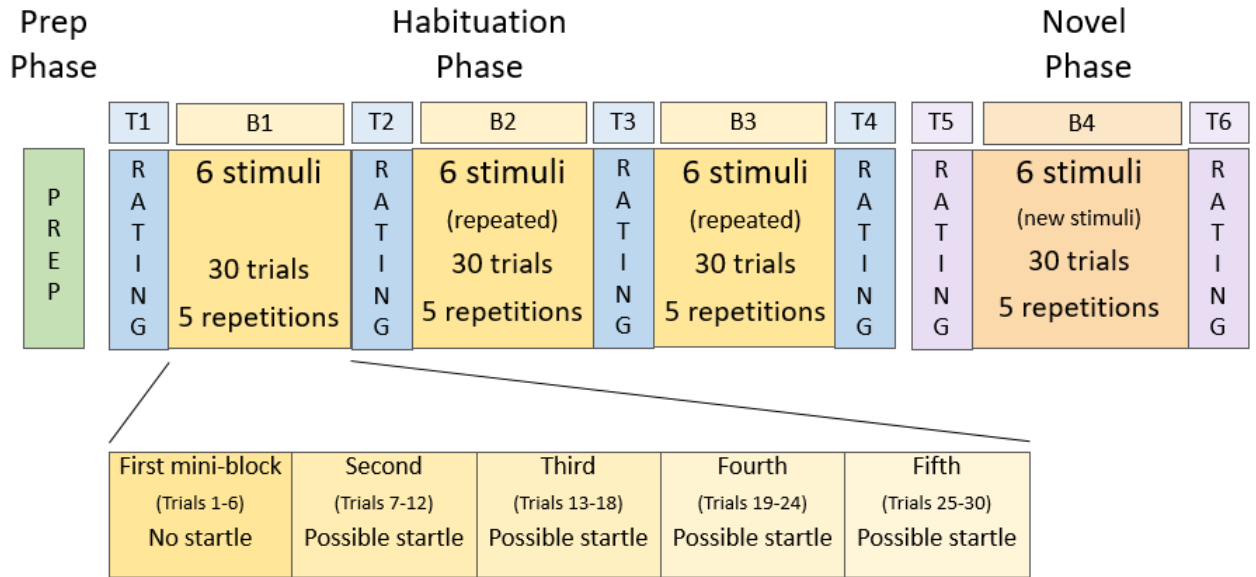 Prep
Phase
Habituation
Phase
Novel
Phase
T1
B1
T2
B2
T3
B3
T4
T5
B4
T6
PREP
RATING
6 stimuli
30 trials
5 repetitions
RATING
6 stimuli
(repeated)
30 trials
5 repetitions
RATING
6 stimuli
(repeated)
30 trials
5 repetitions
RATING
RATING
6 stimuli
(new stimuli)
30 trials
5 repetitions
RATING
First mini-block
(Trials 1-6)
No startle
Second
(Trials 7-12)
Possible startle
Third
(Trials 13-18)
Possible startle
Fourth
(Trials 19-24)
Possible startle
Fifth
(Trials 25-30)
Possible startle